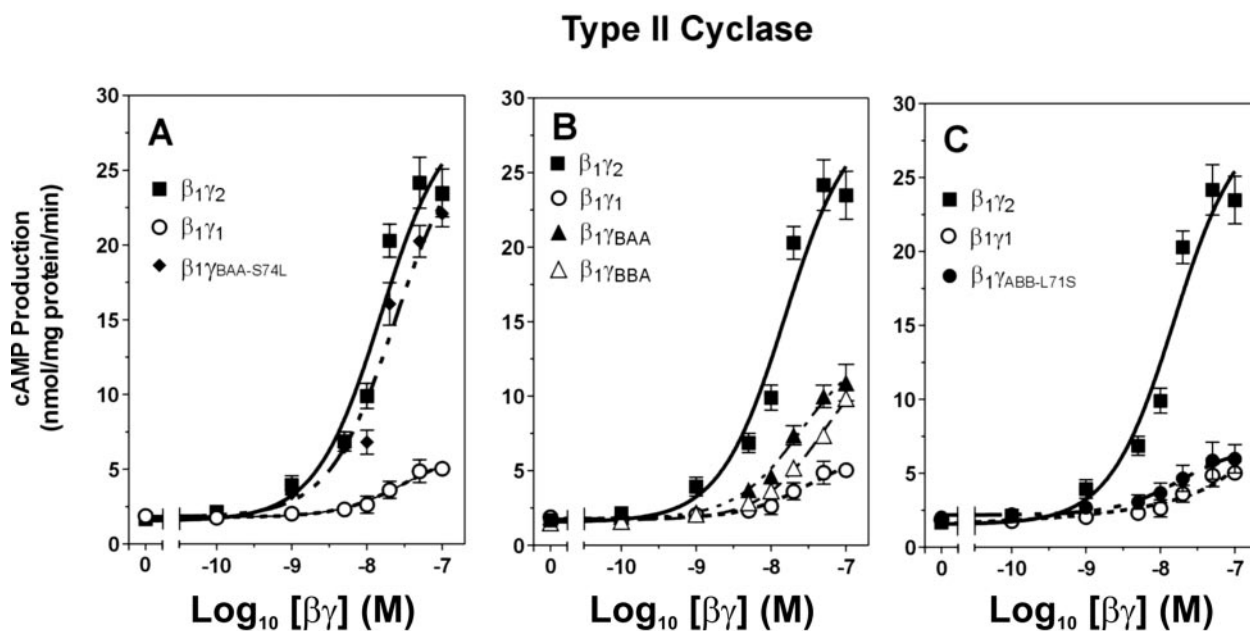 Type II Cyclase
cAMP Production
(nmol/mg protein/min)
30
25
20
15
10
5
0
A
β₁γ₂
β₁γ₁
β1γBAA-S74L
0
-10
-9
-8
-7
Log₁₀ [βγ] (M)
30
25
20
15
10
5
0
B
β₁γ₂
β₁γ₁
β₁γBAA
β₁γBBA
0
-10
-9
-8
-7
Log₁₀ [βγ] (M)
30
25
20
15
10
5
0
C
β₁γ₂
β1γ1
β₁γABB-L71S
0
-10
-9
-8
-7
Log₁₀ [βγ] (M)